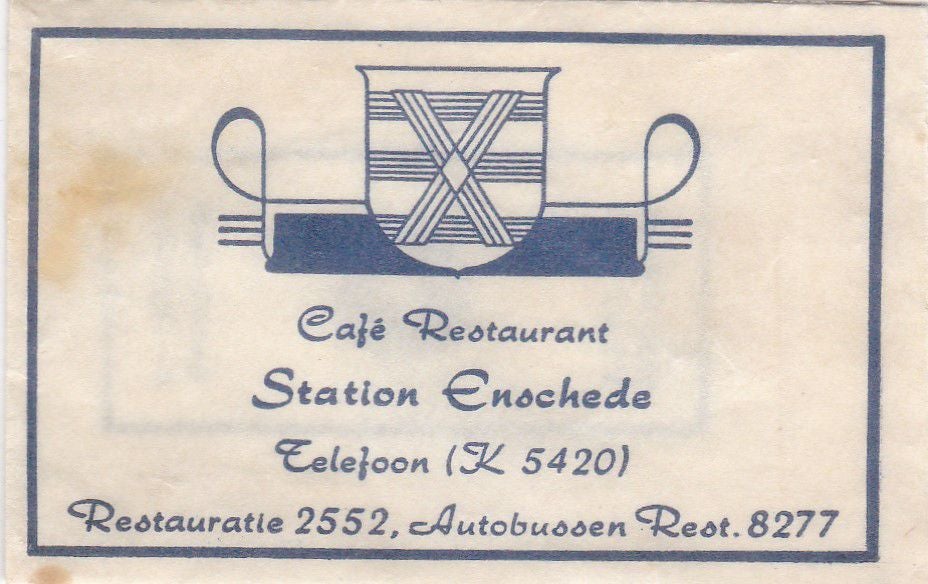 Café Restaurant
Station Enschede
Telefoon (K 5420)
Restauratie 2552, Autobussen Rest. 8277